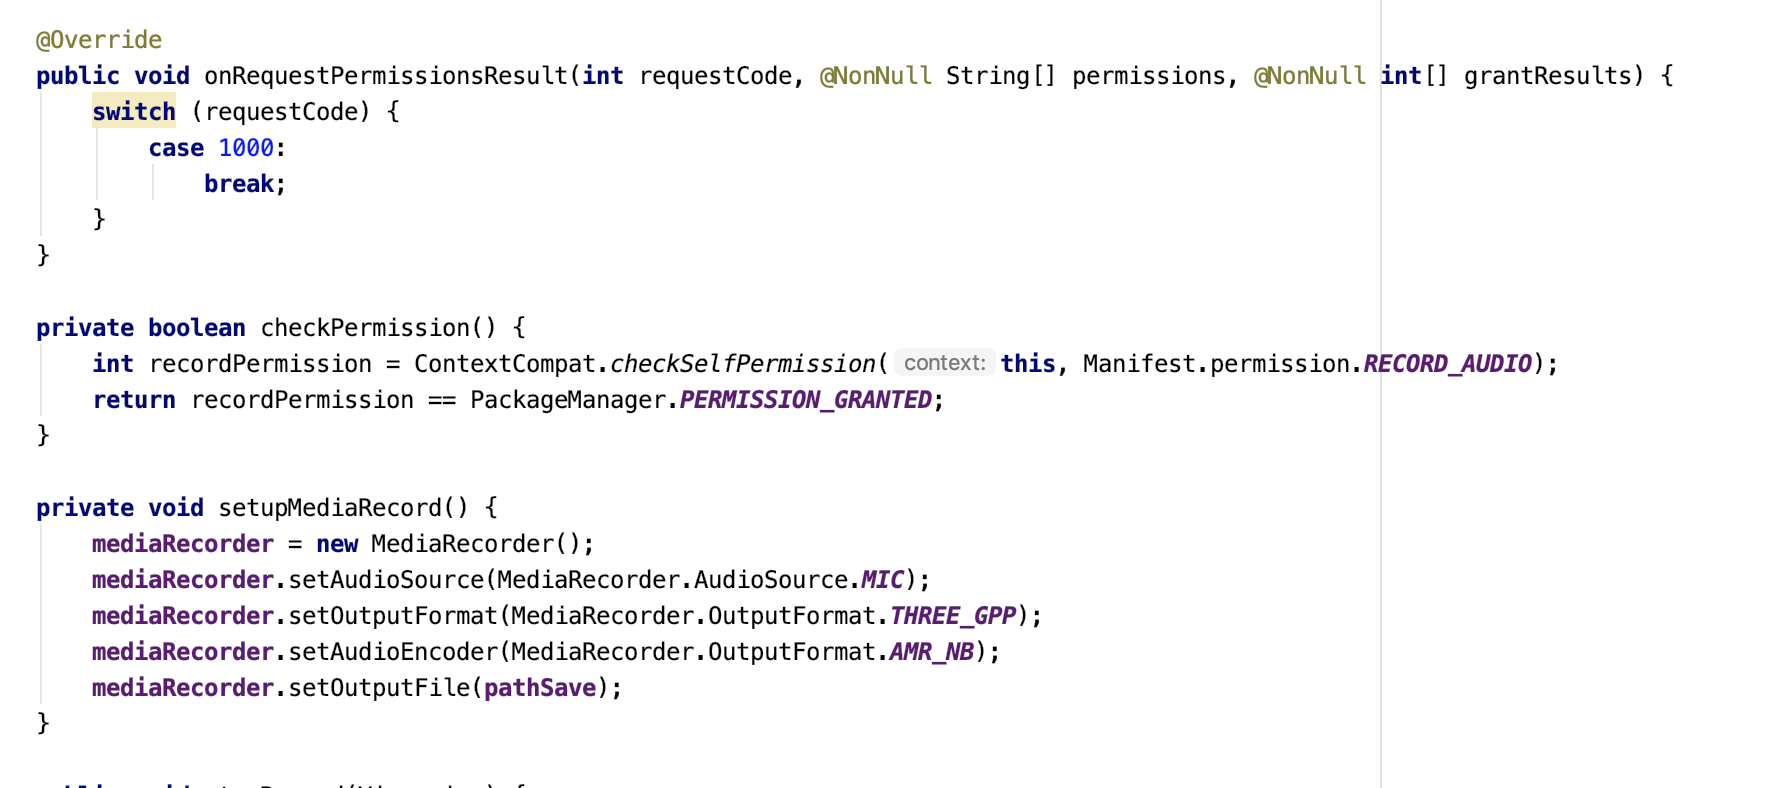 @Override
public void onRequestPermissionsResult(int requestCode, @NonNull String[] permissions, @NonNull int[] grantResults) {
    switch (requestCode) {
        case 1000:
            break;
    }
}

private boolean checkPermission() {
    int recordPermission = ContextCompat.checkSelfPermission( context: this, Manifest.permission.RECORD_AUDIO);
    return recordPermission == PackageManager.PERMISSION_GRANTED;
}

private void setupMediaRecord() {
    mediaRecorder = new MediaRecorder();
    mediaRecorder.setAudioSource(MediaRecorder.AudioSource.MIC);
    mediaRecorder.setOutputFormat(MediaRecorder.OutputFormat.THREE_GPP);
    mediaRecorder.setAudioEncoder(MediaRecorder.OutputFormat.AMR_NB);
    mediaRecorder.setOutputFile(pathSave);
}